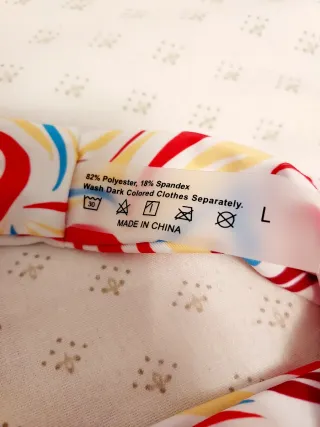 82% Polyester, 18% Spandex
Wash Dark Colored Clothes Separately.
30
L
MADE IN CHINA